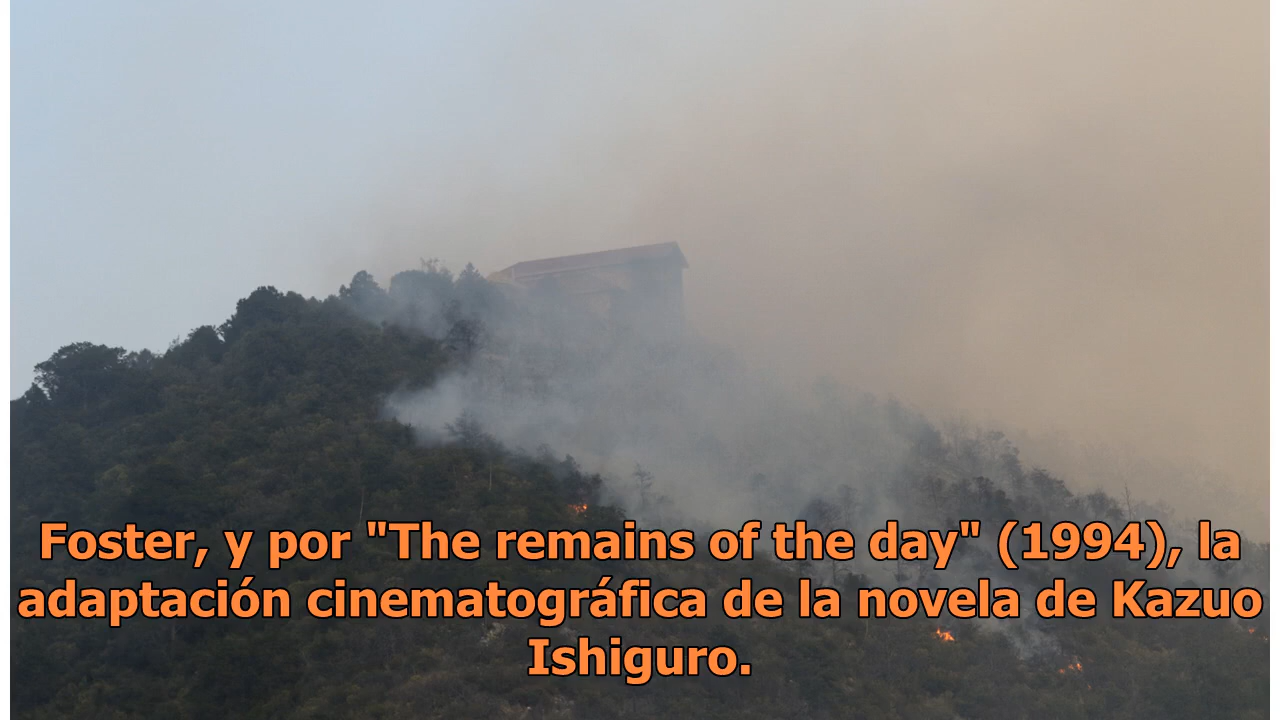 Foster, y por "The remains of the day" (1994), la
adaptación cinematográfica de la novela de Kazuo
Ishiguro.